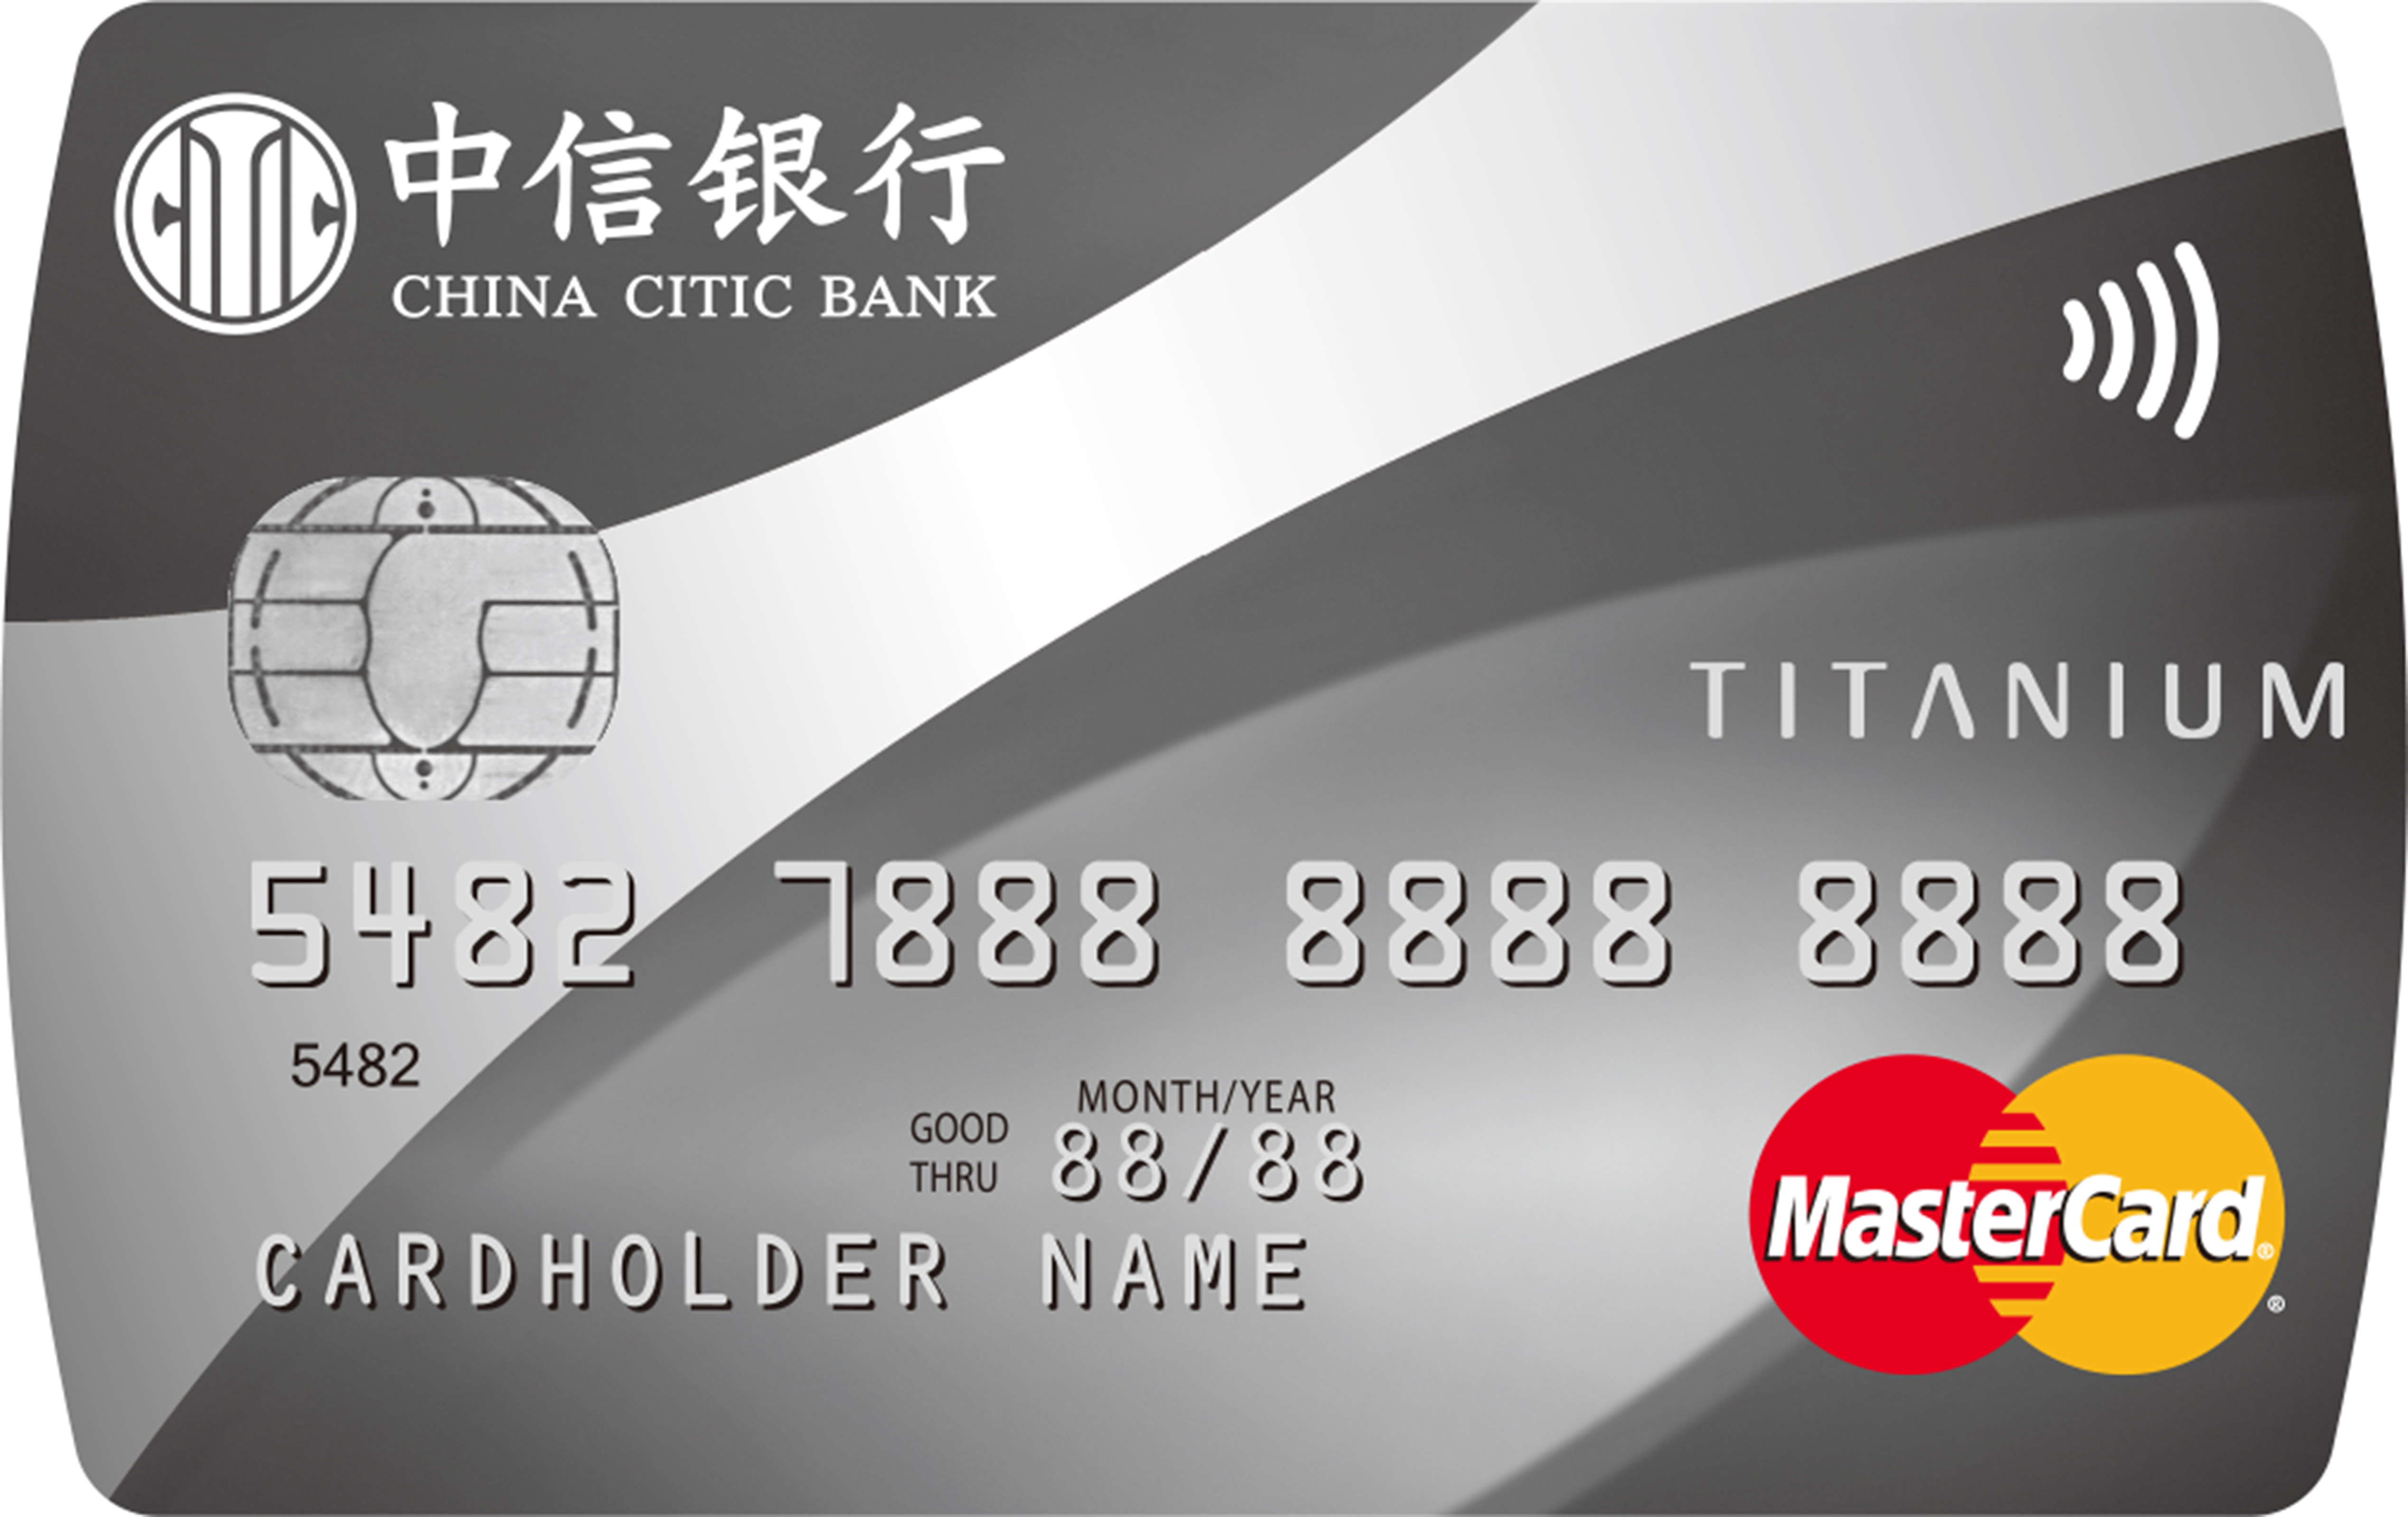 中信银行
CHINA CITIC BANK
TITANIUM
5482 7888 8888 8888
5482
MONTH/YEAR
GOOD THRU 88/88
CARDHOLDER NAME
MasterCard®
®